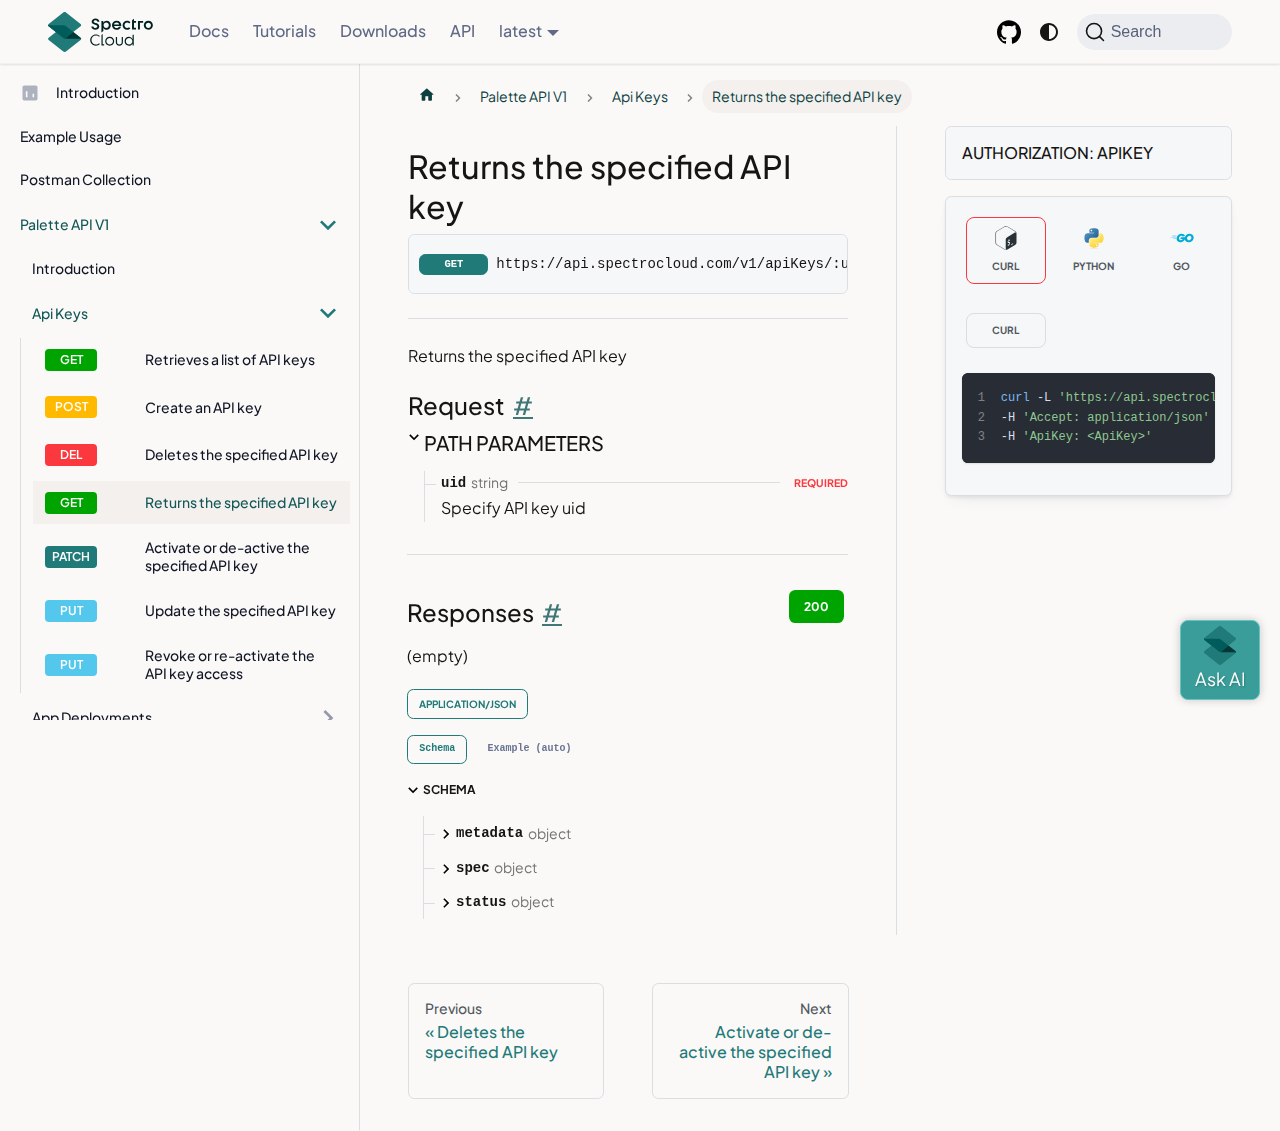 Spectro
Cloud
Docs
Tutorials
Downloads
API
latest
Search
Introduction
Example Usage
Postman Collection
Palette API V1
Introduction
Api Keys
GET Retrieves a list of API keys
POST Create an API key
DEL Deletes the specified API key
GET Returns the specified API key
PATCH Activate or de-active the
specified API key
PUT Update the specified API key
PUT Revoke or re-activate the
API key access
App Deployments
Palette API V1
Api Keys
Returns the specified API key
Returns the specified API
key
GET https://api.spectrocloud.com/v1/apiKeys/:u
Returns the specified API key
Request #
PATH PARAMETERS
uid string REQUIRED
Specify API key uid
Responses #
200
(empty)
APPLICATION/JSON
Schema Example (auto)
SCHEMA
metadata object
spec object
status object
Previous
« Deletes the
specified API key
Next
Activate or de-
active the specified
API key »
AUTHORIZATION: APIKEY
CURL PYTHON GO
CURL
1 curl -L 'https://api.spectrocl
2 -H 'Accept: application/json'
3 -H 'ApiKey: <ApiKey>'
Ask AI